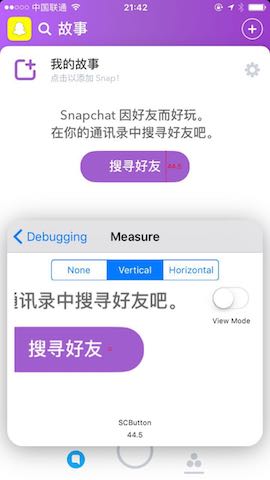 中国联通
21:42
故事
我的故事
点击以添加 Snap!
Snapchat 因好友而好玩。
在你的通讯录中搜寻好友吧。
搜寻好友
44.5
Debugging
Measure
None
Vertical
Horizontal
通讯录中搜寻好友吧。
View Mode
搜寻好友
SCButton
44.5